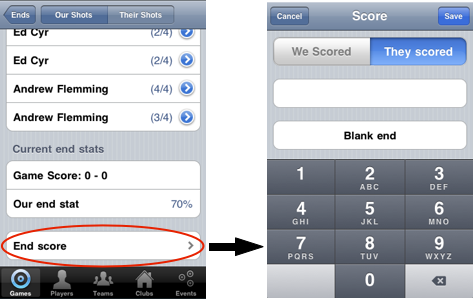 Ends
Our Shots
Their Shots
Ed Cyr (2/4)
Ed Cyr (2/4)
Andrew Flemming (4/4)
Andrew Flemming (3/4)
Current end stats
Game Score: 0 - 0
Our end stat 70%
End score
Games Players Teams Clubs Events
Cancel Score Save
We Scored They scored
Blank end
1 2 3
ABC DEF
4 5 6
GHI JKL MNO
7 8 9
PQRS TUV WXYZ
0